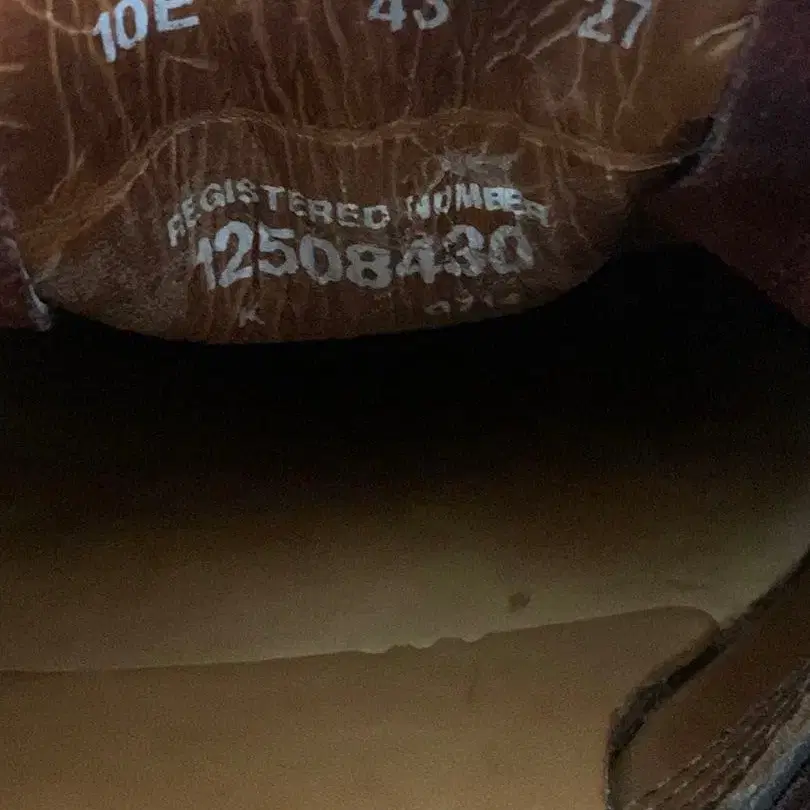 10E 43 27
REGISTERED NUMBER
12508430
K